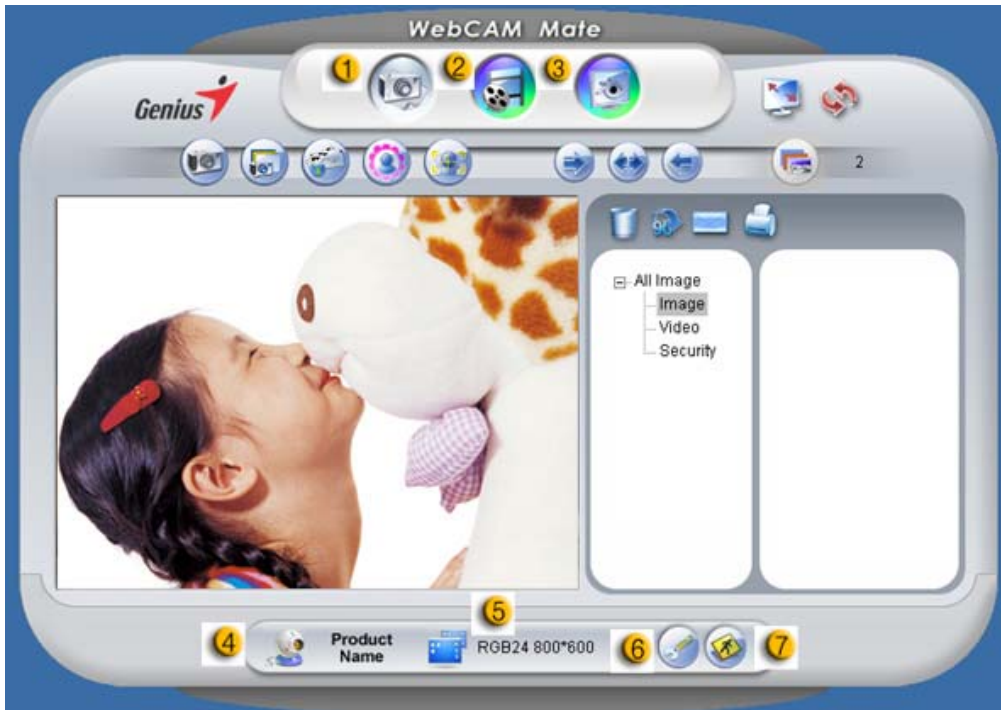 WebCAM Mate
1
2
3
Genius
2
90
All Image
Image
Video
Security
5
4
Product
Name
RGB24 800*600
6
7